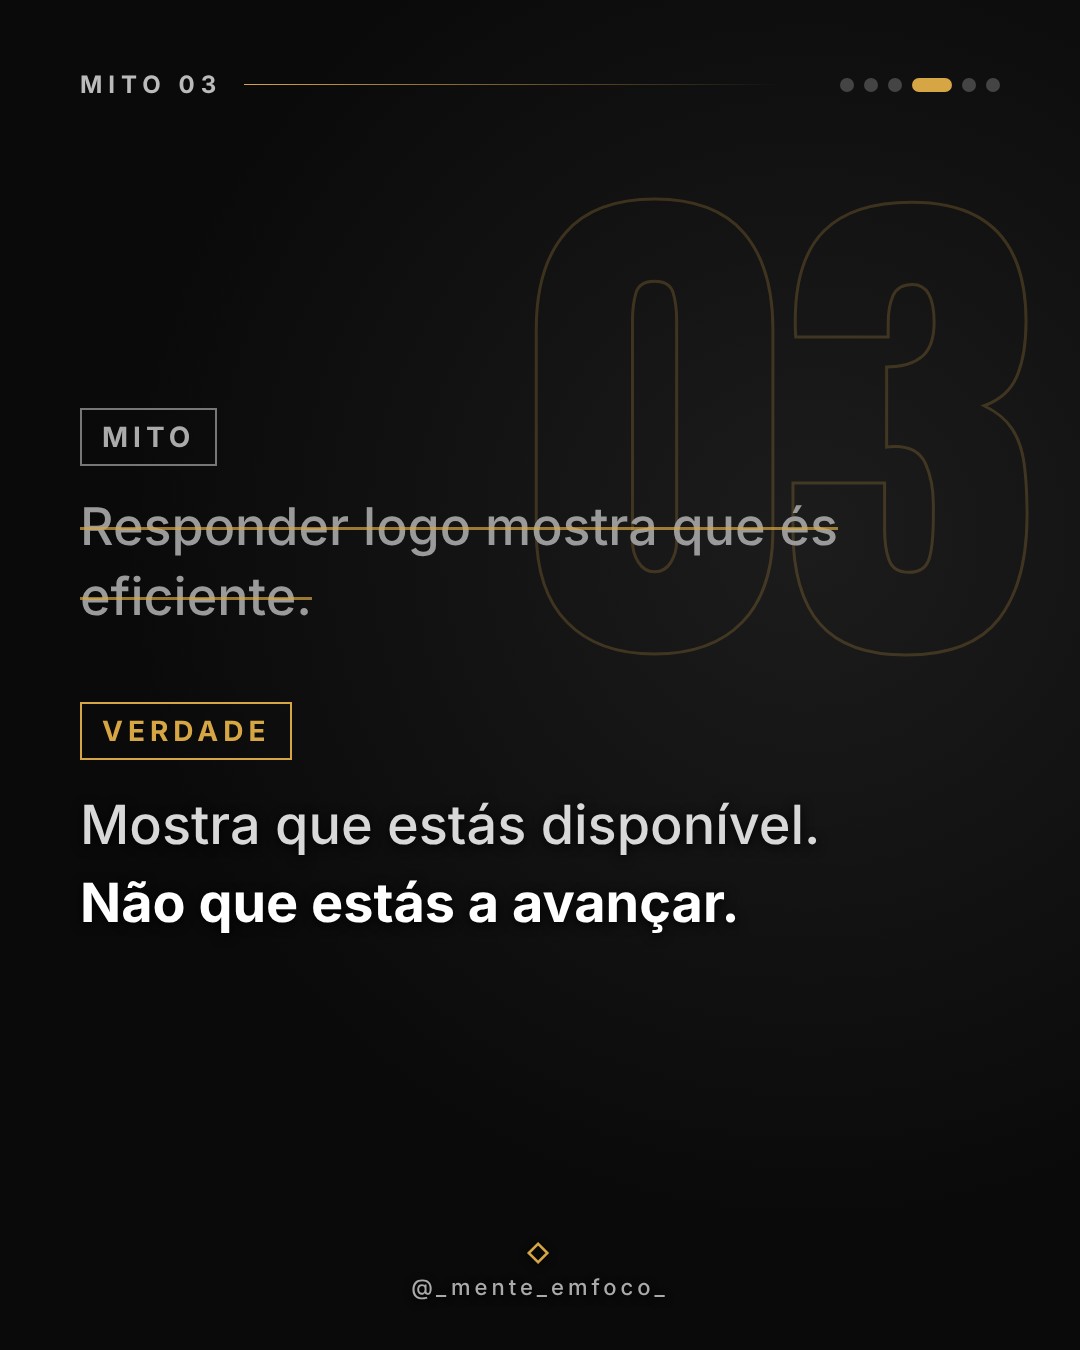 MITO 03
03
MITO
Responder logo mostra que és
eficiente.
VERDADE
Mostra que estás disponível.
Não que estás a avançar.
@_mente_emfoco_